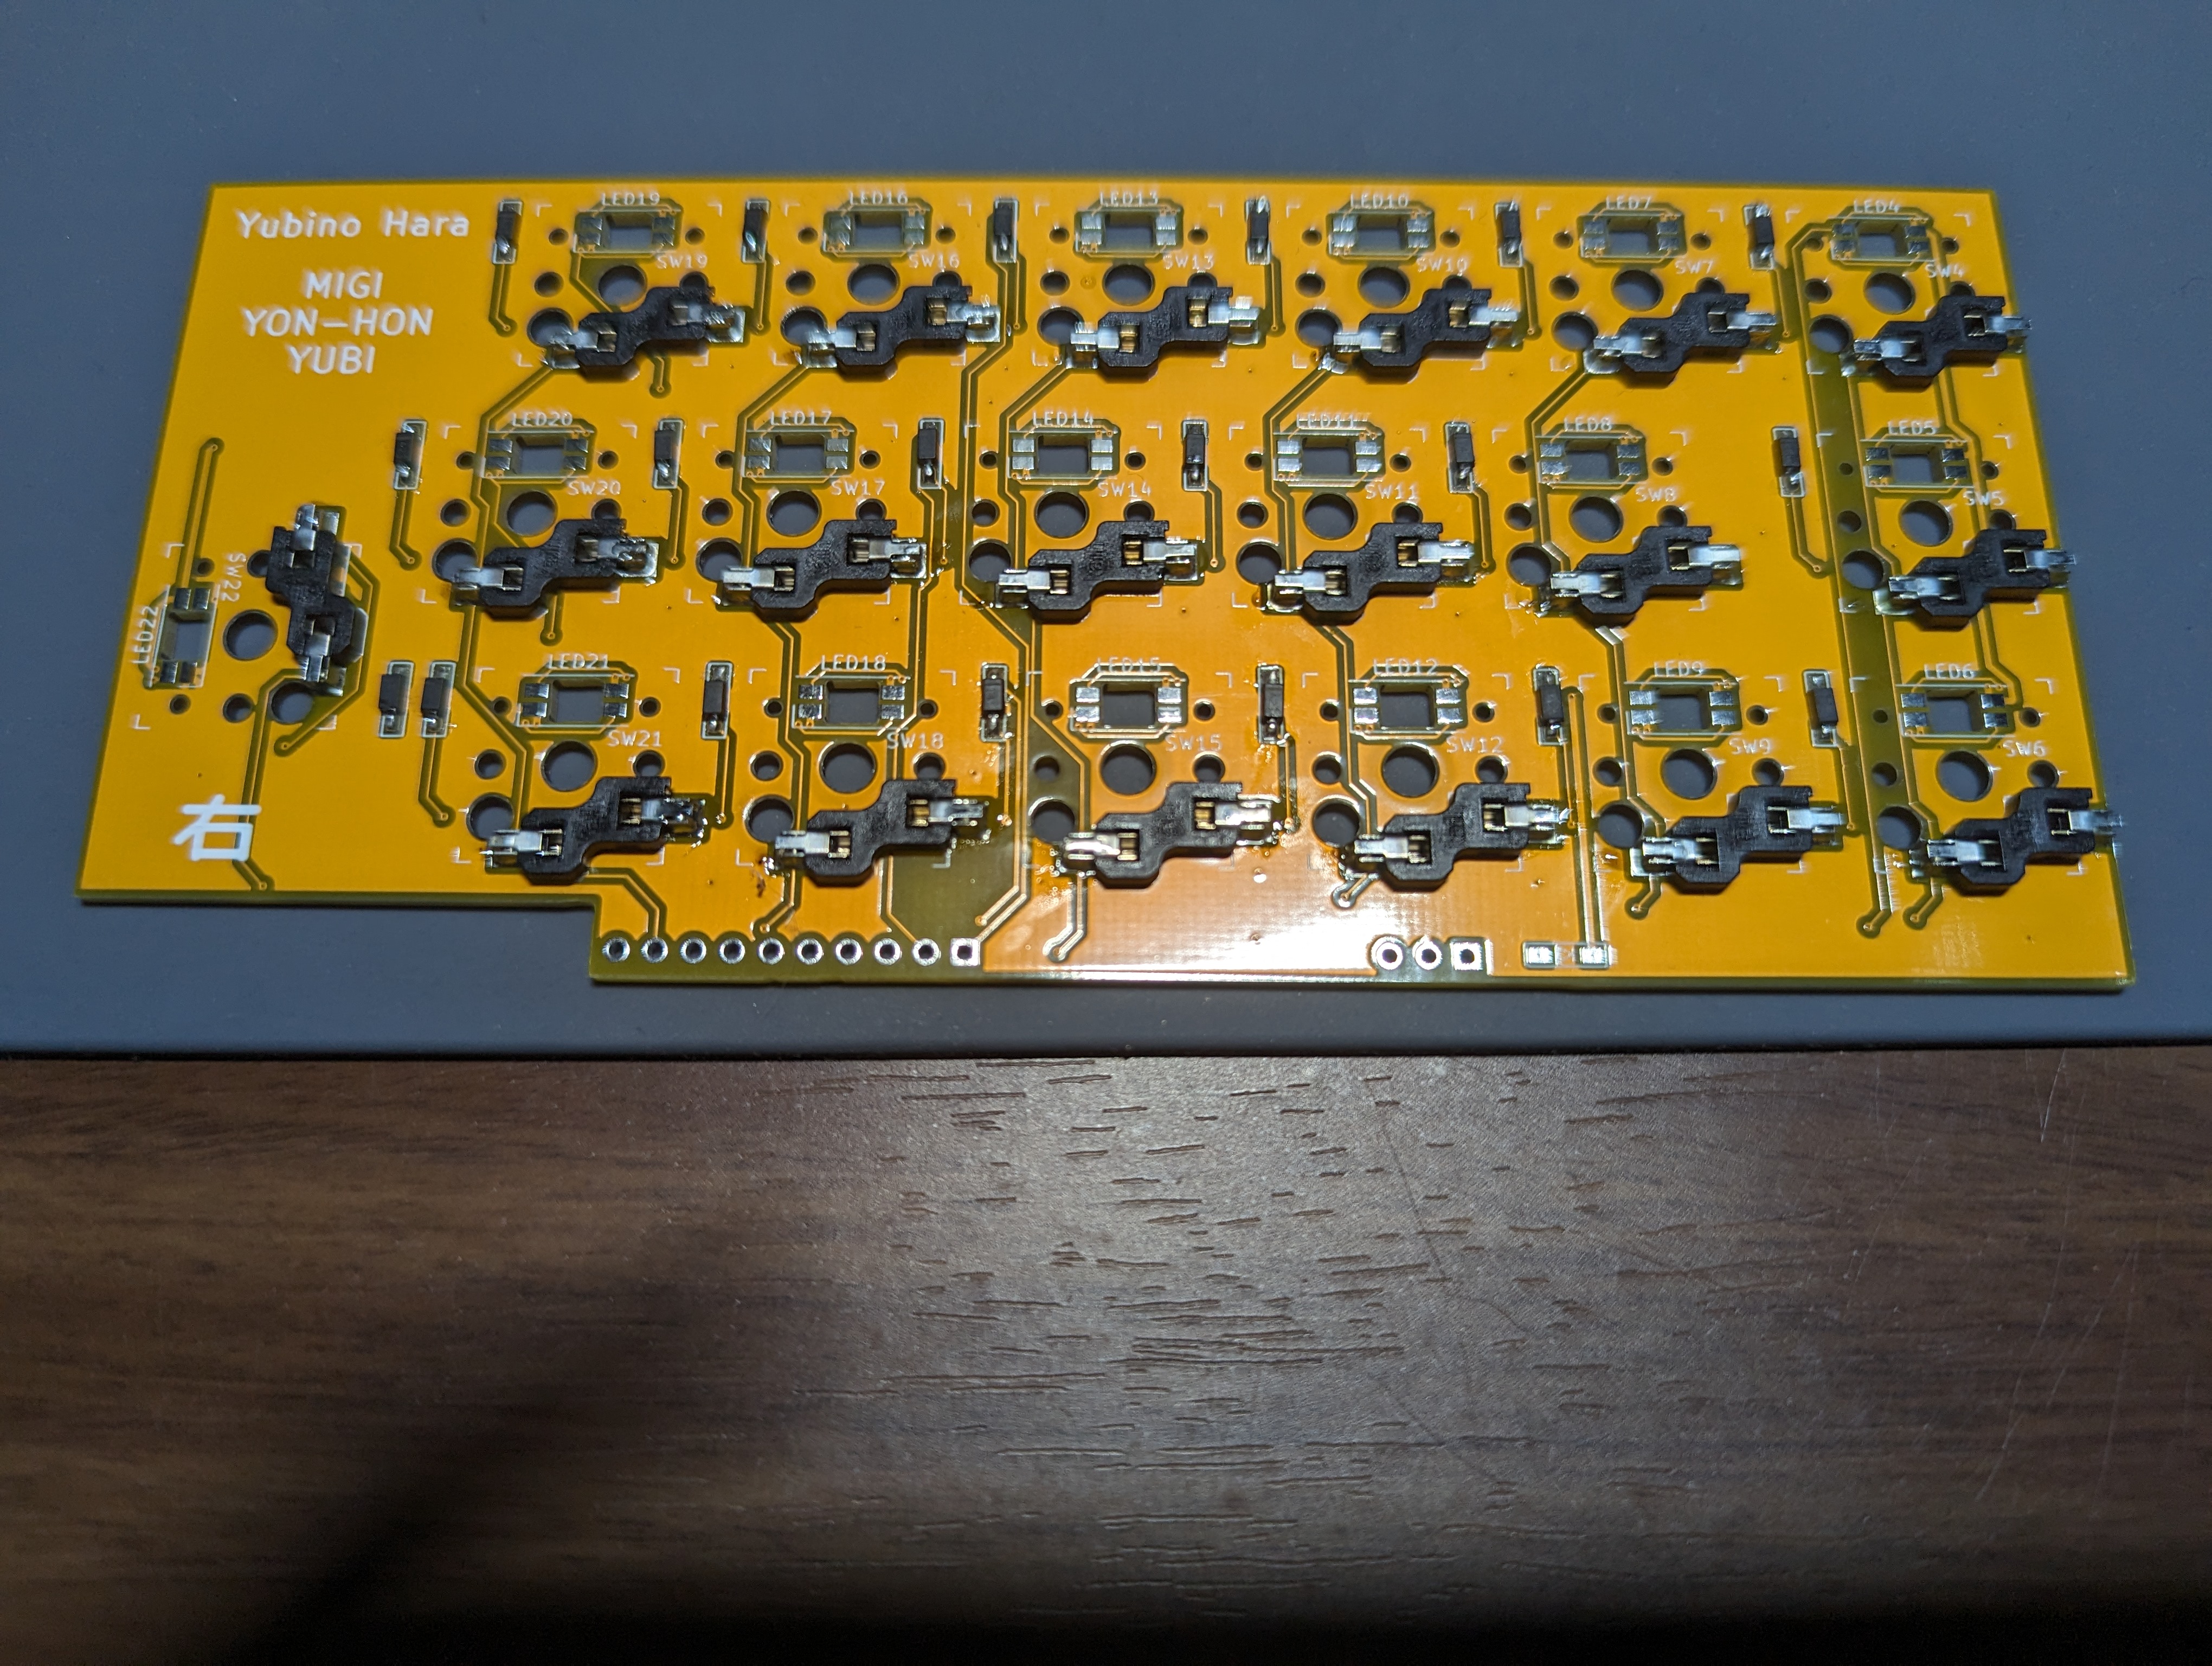 Yubino Hara
MIGI
YON-HON
YUBI
LED19
LED16
LED13
LED10
LED7
LED4
SW19
SW16
SW13
SW10
SW7
SW4
LED20
LED17
LED14
LED11
LED8
LED5
SW20
SW17
SW14
SW11
SW8
SW5
SW22
LED22
LED21
LED18
LED15
LED12
LED9
LED6
SW21
SW18
SW15
SW12
SW9
SW6
右